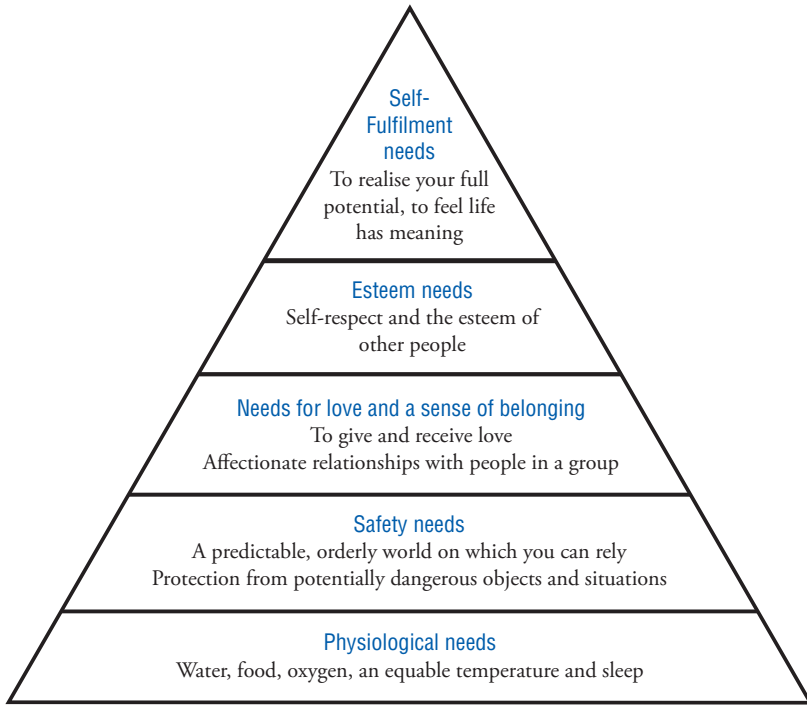 Self-
Fulfilment
needs
To realise your full
potential, to feel life
has meaning
Esteem needs
Self-respect and the esteem of
other people
Needs for love and a sense of belonging
To give and receive love
Affectionate relationships with people in a group
Safety needs
A predictable, orderly world on which you can rely
Protection from potentially dangerous objects and situations
Physiological needs
Water, food, oxygen, an equable temperature and sleep